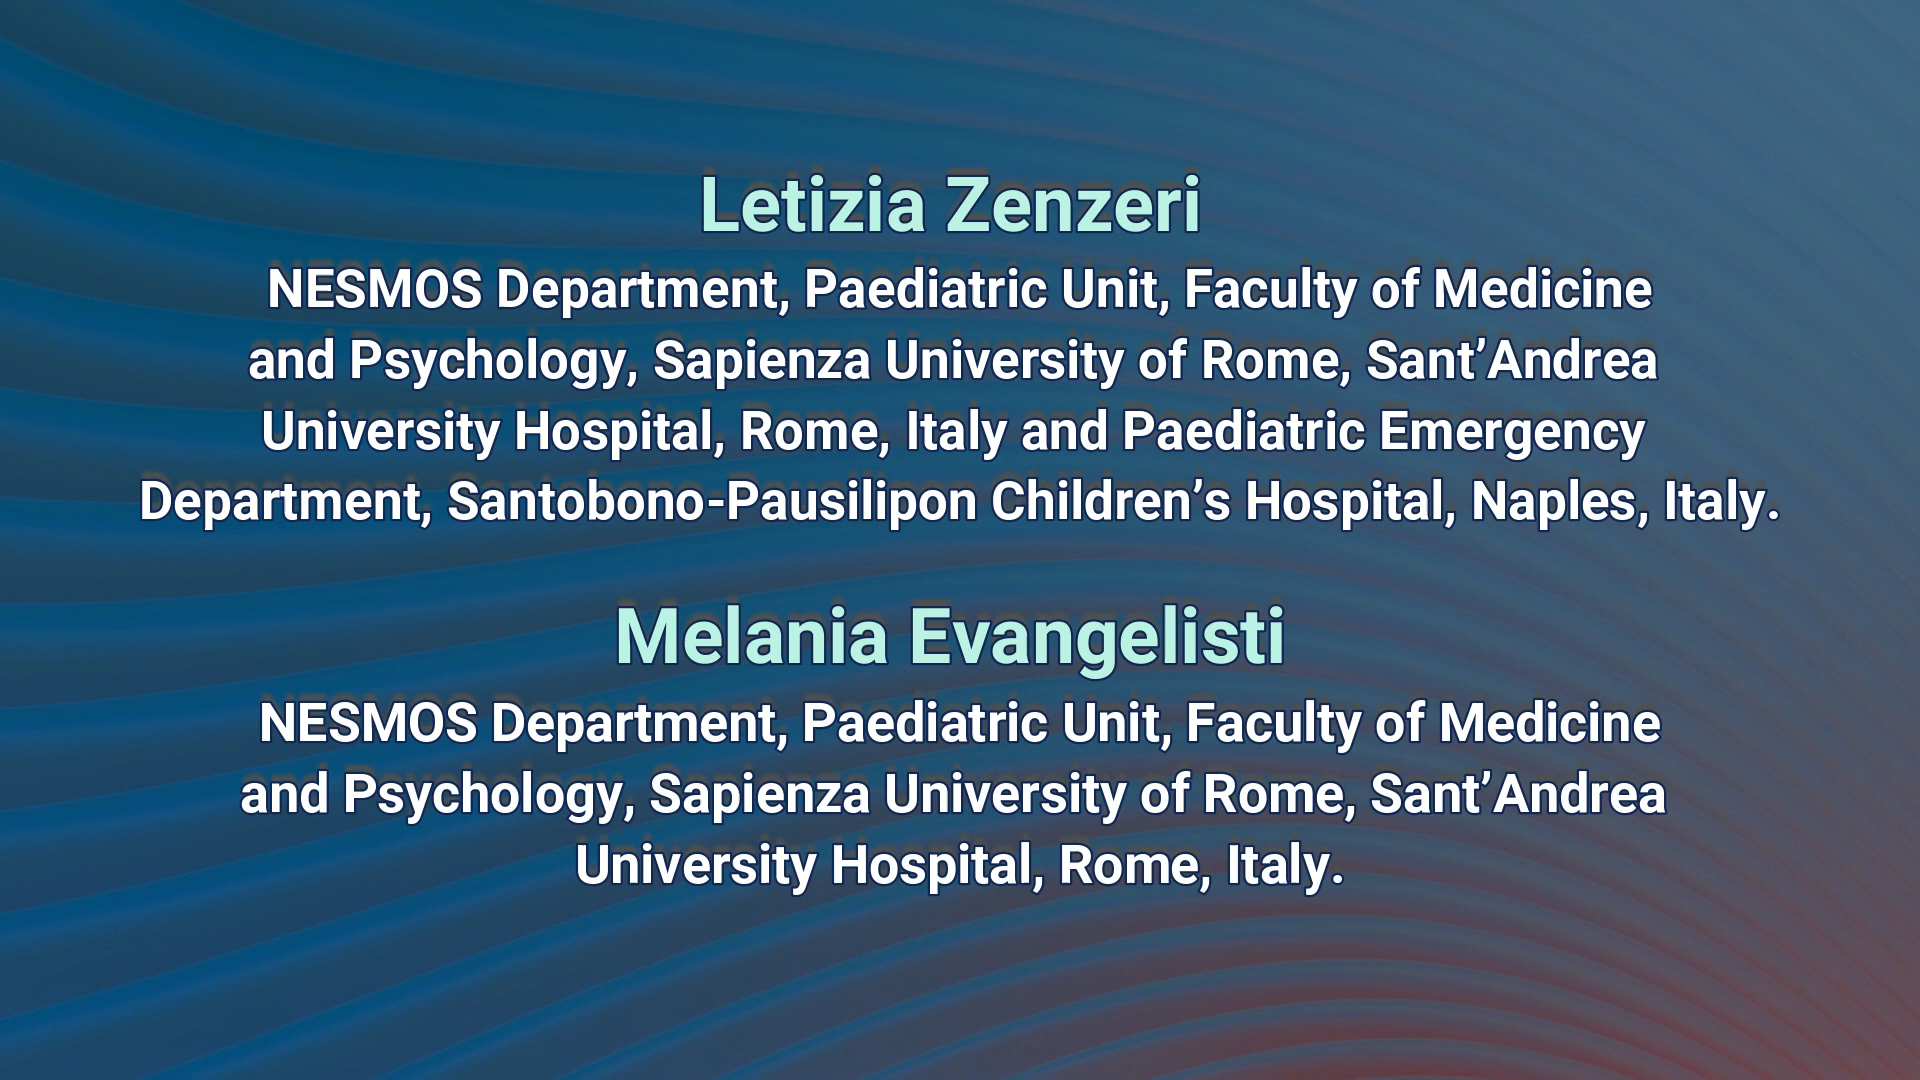 Letizia Zenzeri
NESMOS Department, Paediatric Unit, Faculty of Medicine
and Psychology, Sapienza University of Rome, Sant’Andrea
University Hospital, Rome, Italy and Paediatric Emergency
Department, Santobono-Pausilipon Children’s Hospital, Naples, Italy.
Melania Evangelisti
NESMOS Department, Paediatric Unit, Faculty of Medicine
and Psychology, Sapienza University of Rome, Sant’Andrea
University Hospital, Rome, Italy.